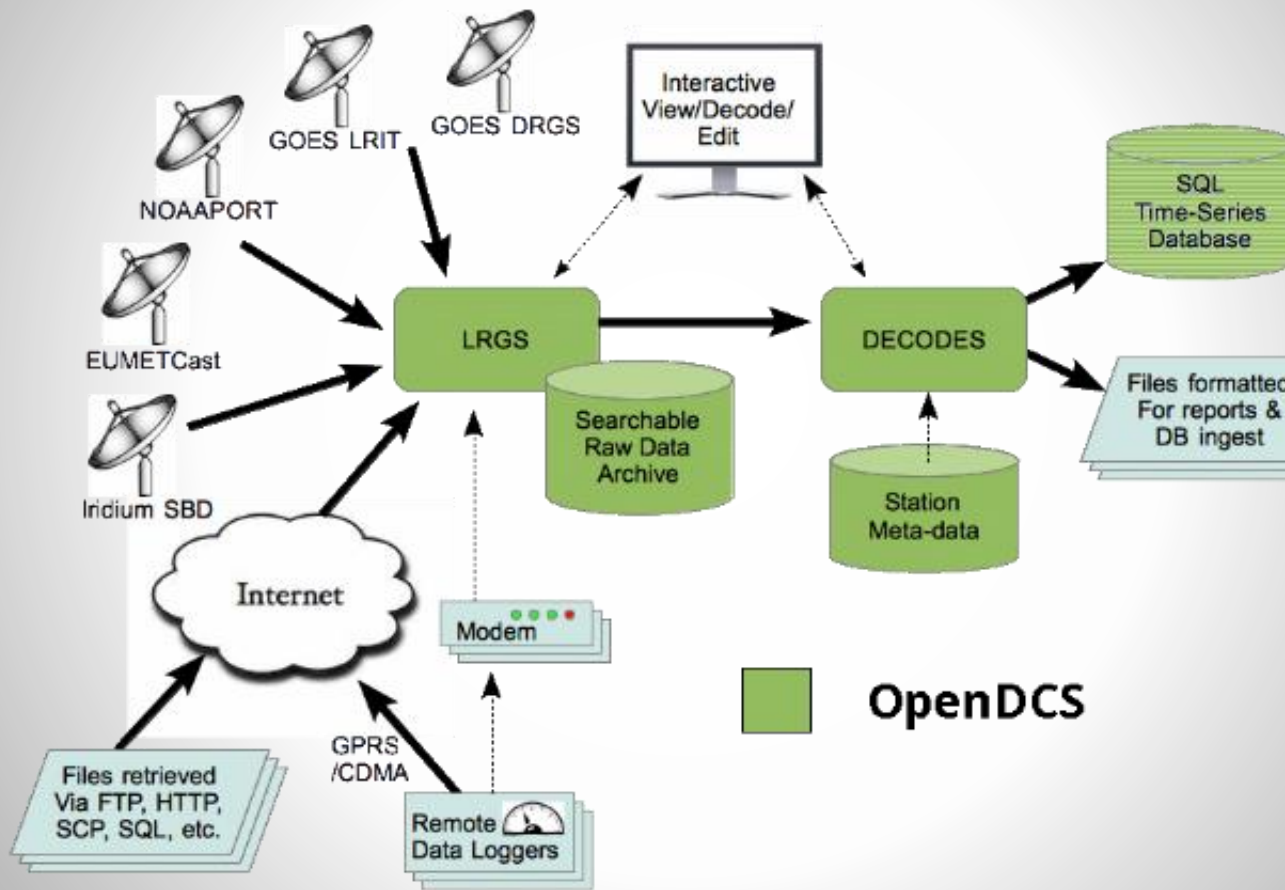 GOES LRIT
GOES DRGS
NOAAPORT
EUMETCast
Iridium SBD
Interactive
View/Decode/
Edit
SQL
Time-Series
Database
LRGS
DECODES
Searchable
Raw Data
Archive
Station
Meta-data
Files formatted
For reports &
DB ingest
Internet
Modem
OpenDCS
GPRS
/CDMA
Files retrieved
Via FTP, HTTP,
SCP, SQL, etc.
Remote
Data Loggers